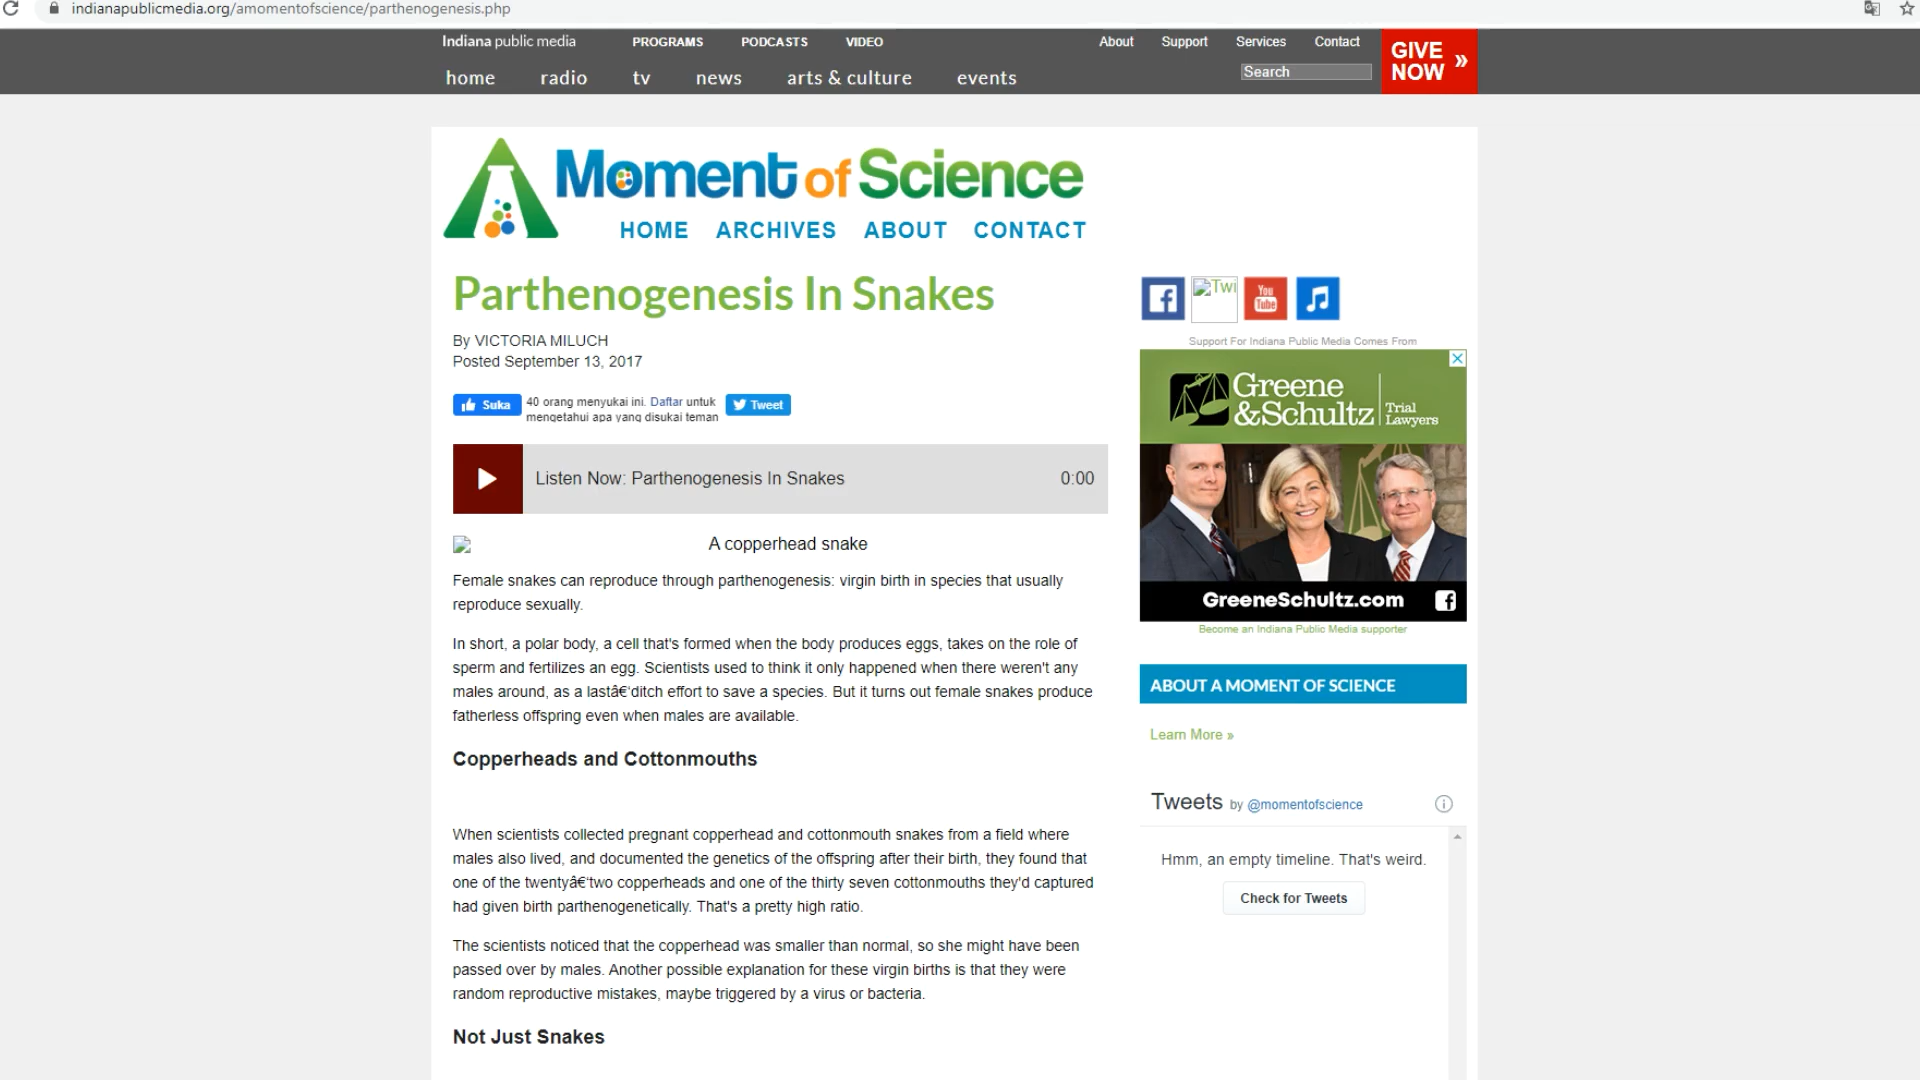 indianapublicmedia.org/amomentofscience/parthenogenesis.php
Indiana public media PROGRAMS PODCASTS VIDEO
About Support Services Contact
home radio tv news arts & culture events
Search
GIVE
NOW »
Moment of Science
HOME ARCHIVES ABOUT CONTACT
Parthenogenesis In Snakes
By VICTORIA MILUCH
Posted September 13, 2017
Suka
40 orang menyukai ini. Daftar untuk
mengetahui apa yang disukai teman
Tweet
Listen Now: Parthenogenesis In Snakes 0:00
A copperhead snake
Female snakes can reproduce through parthenogenesis: virgin birth in species that usually
reproduce sexually.
In short, a polar body, a cell that's formed when the body produces eggs, takes on the role of
sperm and fertilizes an egg. Scientists used to think it only happened when there weren't any
males around, as a lastâ€'ditch effort to save a species. But it turns out female snakes produce
fatherless offspring even when males are available.
Copperheads and Cottonmouths
When scientists collected pregnant copperhead and cottonmouth snakes from a field where
males also lived, and documented the genetics of the offspring after their birth, they found that
one of the twentyâ€'two copperheads and one of the thirty seven cottonmouths they'd captured
had given birth parthenogenetically. That's a pretty high ratio.
The scientists noticed that the copperhead was smaller than normal, so she might have been
passed over by males. Another possible explanation for these virgin births is that they were
random reproductive mistakes, maybe triggered by a virus or bacteria.
Not Just Snakes
Twi
You
Tube
Support For Indiana Public Media Comes From
Greene
&Schultz
Trial
Lawyers
GreeneSchultz.com
Become an Indiana Public Media supporter
ABOUT A MOMENT OF SCIENCE
Learn More »
Tweets by @momentofscience
Hmm, an empty timeline. That's weird.
Check for Tweets